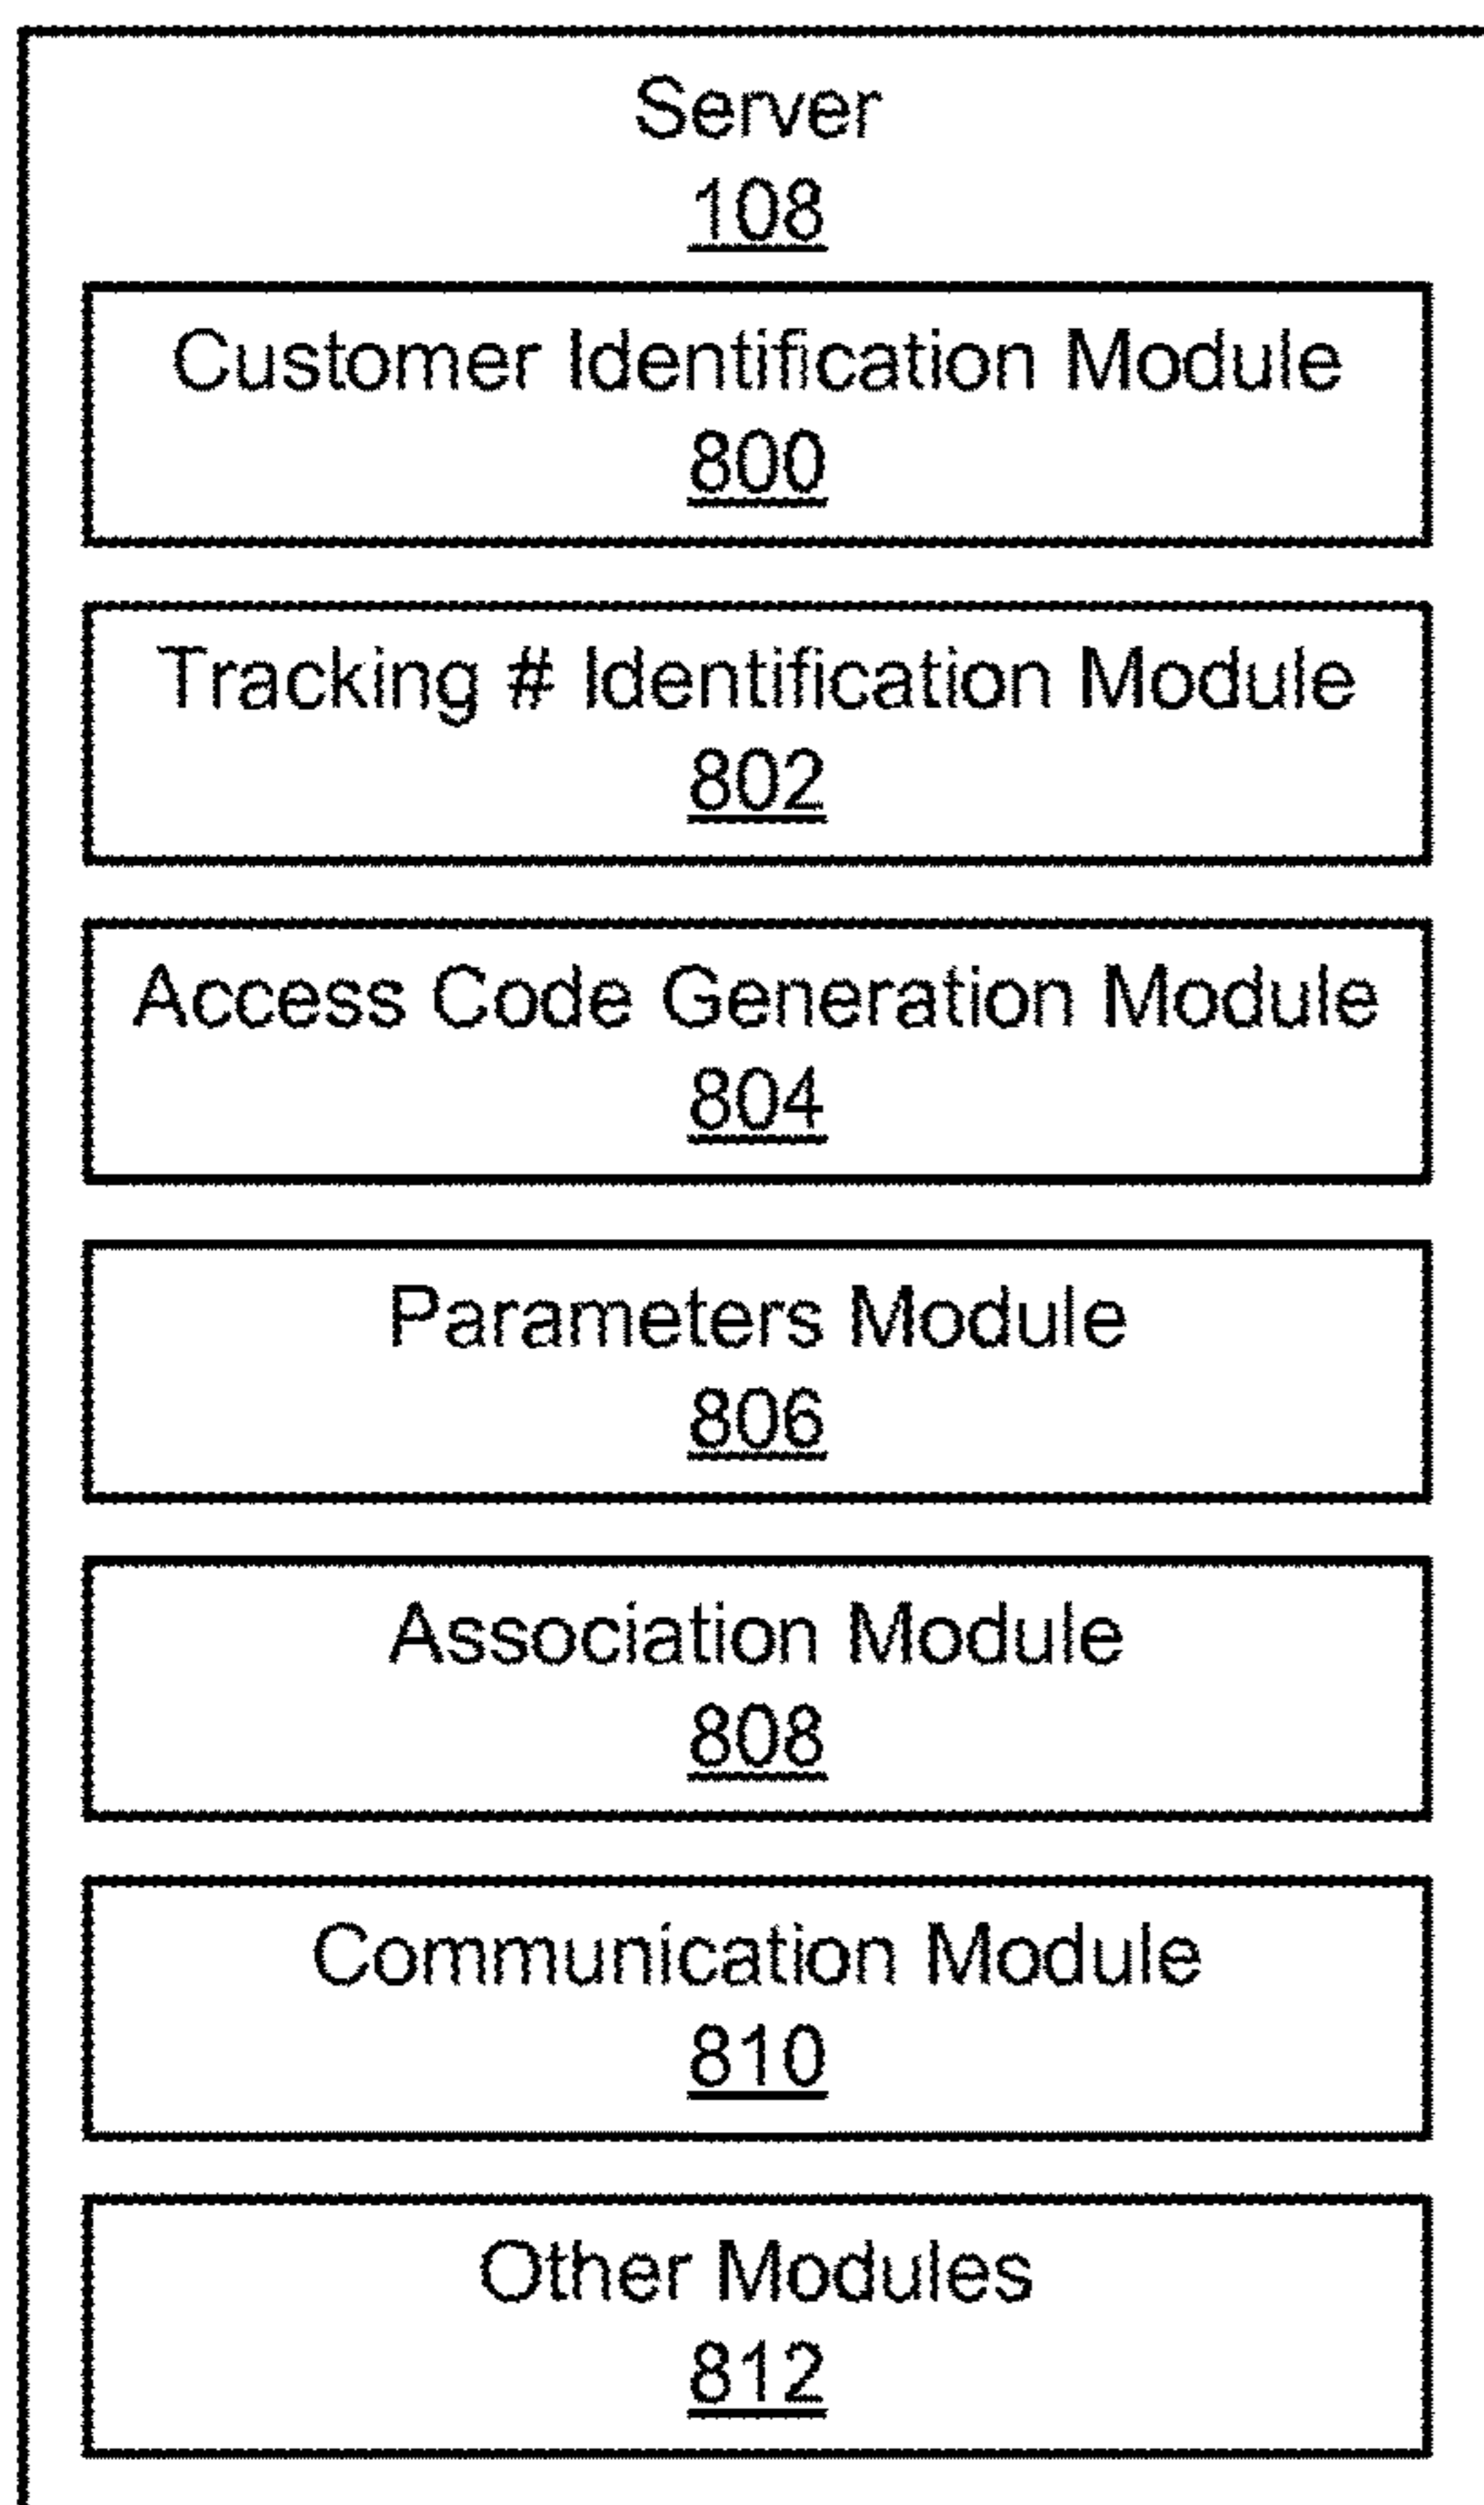 Server
108
Customer Identification Module
800
Tracking # Identification Module
802
Access Code Generation Module
804
Parameters Module
806
Association Module
808
Communication Module
810
Other Modules
812